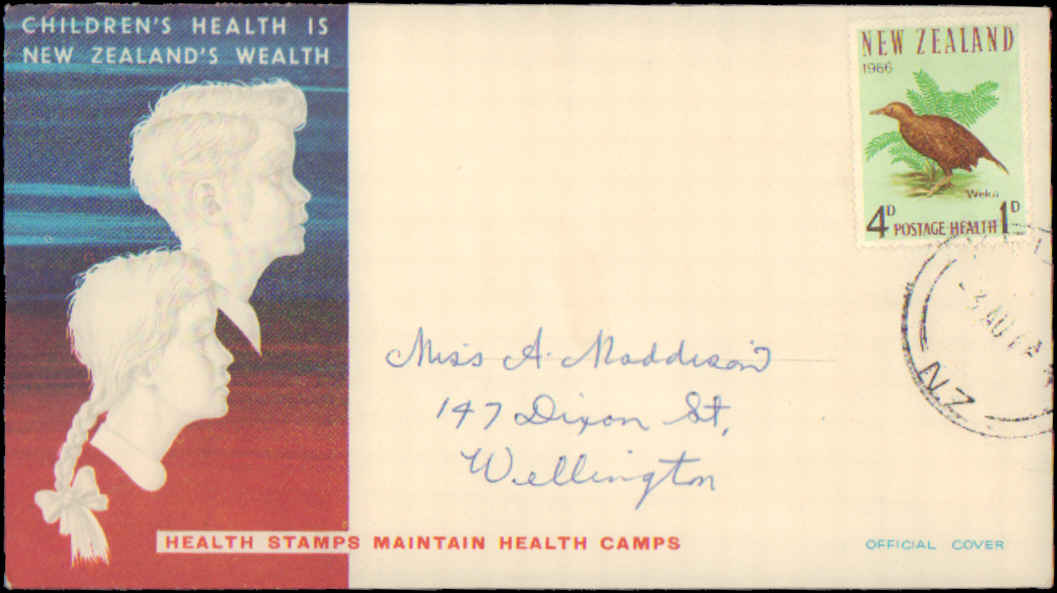 CHILDREN'S HEALTH IS
NEW ZEALAND'S WEALTH
NEW ZEALAND
1966
Weka
4D POSTAGE HEALTH 1D
Miss A. Maddison
147 Dixon St,
Wellington
N.Z
HEALTH STAMPS MAINTAIN HEALTH CAMPS
OFFICIAL COVER